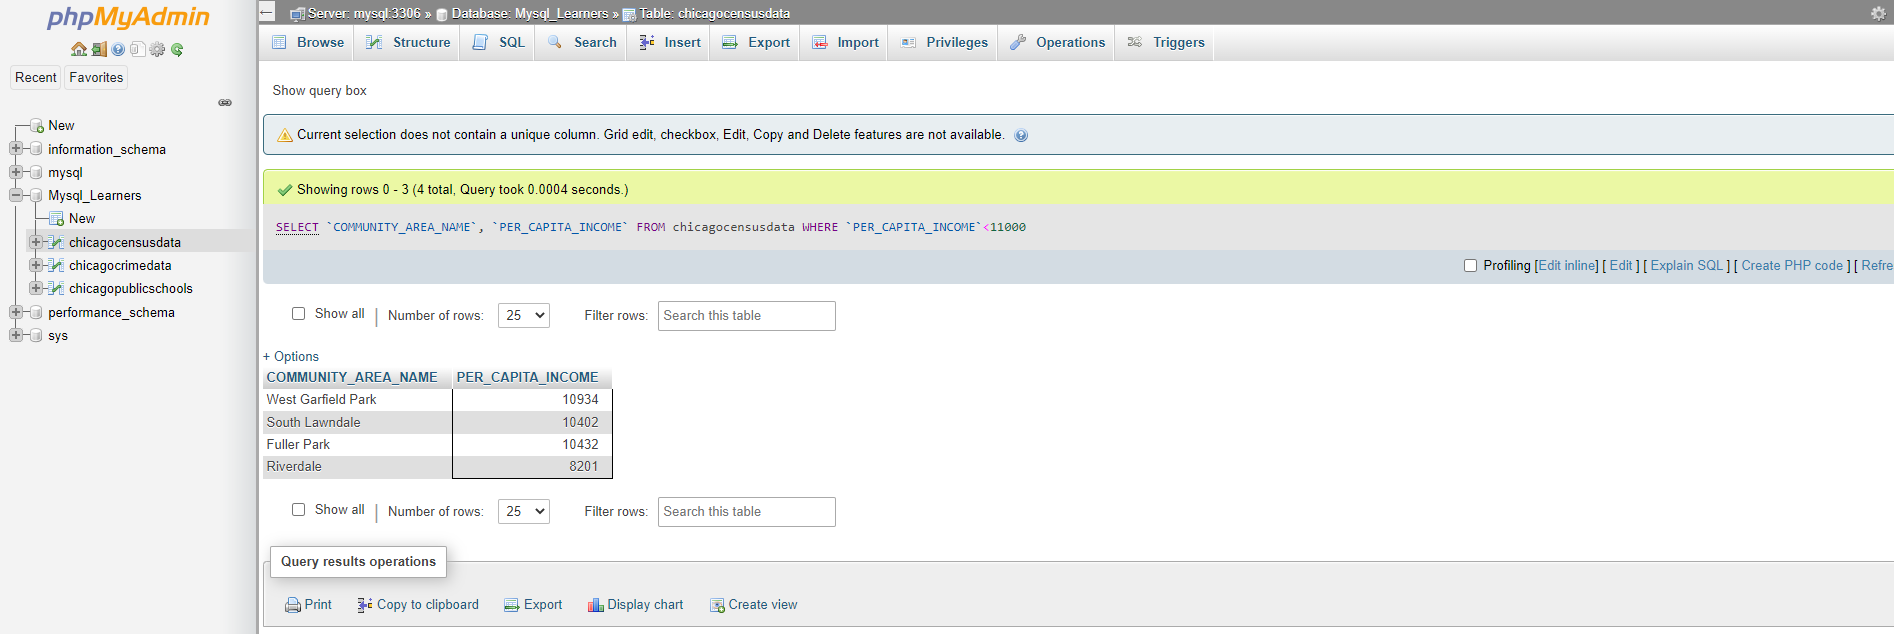 phpMyAdmin
Recent Favorites
New
information_schema
mysql
Mysql_Learners
New
chicagocensusdata
chicagocrimedata
chicagopublicschools
performance_schema
sys
Server: mysql:3306 » Database: Mysql_Learners » Table: chicagocensusdata
Browse Structure SQL Search Insert Export Import Privileges Operations Triggers
Show query box
Current selection does not contain a unique column. Grid edit, checkbox, Edit, Copy and Delete features are not available.
Showing rows 0 - 3 (4 total, Query took 0.0004 seconds.)
SELECT `COMMUNITY_AREA_NAME`, `PER_CAPITA_INCOME` FROM chicagocensusdata WHERE `PER_CAPITA_INCOME`<11000
Profiling [Edit inline] [ Edit ] [ Explain SQL ] [ Create PHP code ] [ Refre
Show all | Number of rows: 25 Filter rows: Search this table
+ Options
COMMUNITY_AREA_NAME PER_CAPITA_INCOME
West Garfield Park 10934
South Lawndale 10402
Fuller Park 10432
Riverdale 8201
Show all | Number of rows: 25 Filter rows: Search this table
Query results operations
Print Copy to clipboard Export Display chart Create view